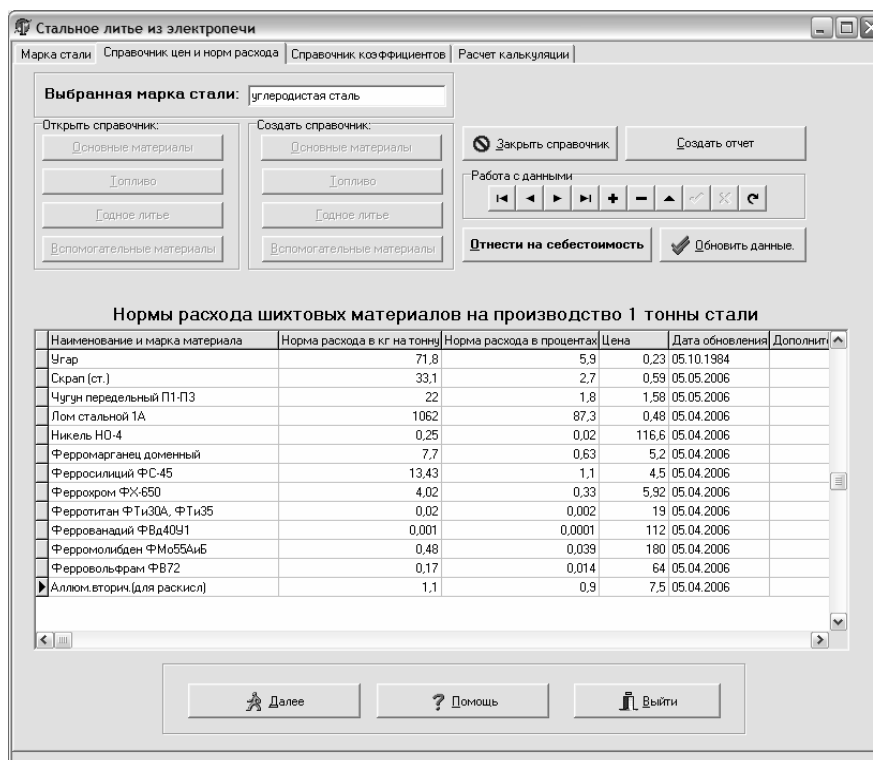 Стальное литье из электропечи
Марка стали Справочник цен и норм расхода Справочник коэффициентов Расчет калькуляции
Выбранная марка стали: углеродистая сталь
Открыть справочник: Создать справочник:
Основные материалы Основные материалы Закрыть справочник Создать отчет
Топливо Топливо Работа с данными
Годное литье Годное литье
Вспомогательные материалы Вспомогательные материалы Отнести на себестоимость Обновить данные.
Нормы расхода шихтовых материалов на производство 1 тонны стали
Наименование и марка материала Норма расхода в кг на тонну Норма расхода в процентах Цена Дата обновления Дополнит
Угар 71,8 5,9 0,23 05.10.1984
Скрап (ст.) 33,1 2,7 0,59 05.05.2006
Чугун передельный П1-П3 22 1,8 1,58 05.05.2006
Лом стальной 1А 1062 87,3 0,48 05.04.2006
Никель НО-4 0,25 0,02 116,6 05.04.2006
Ферромарганец доменный 7,7 0,63 5,2 05.04.2006
Ферросилиций ФС-45 13,43 1,1 4,5 05.04.2006
Феррохром ФХ-650 4,02 0,33 5,92 05.04.2006
Ферротитан ФТи30А, ФТи35 0,02 0,002 19 05.04.2006
Феррованадий ФВд40У1 0,001 0,0001 112 05.04.2006
Ферромолибден ФМо55АиБ 0,48 0,039 180 05.04.2006
Ферровольфрам ФВ72 0,17 0,014 64 05.04.2006
Аллюм.вторич.(для раскисл) 1,1 0,9 7,5 05.04.2006
Далее ? Помощь Выйти